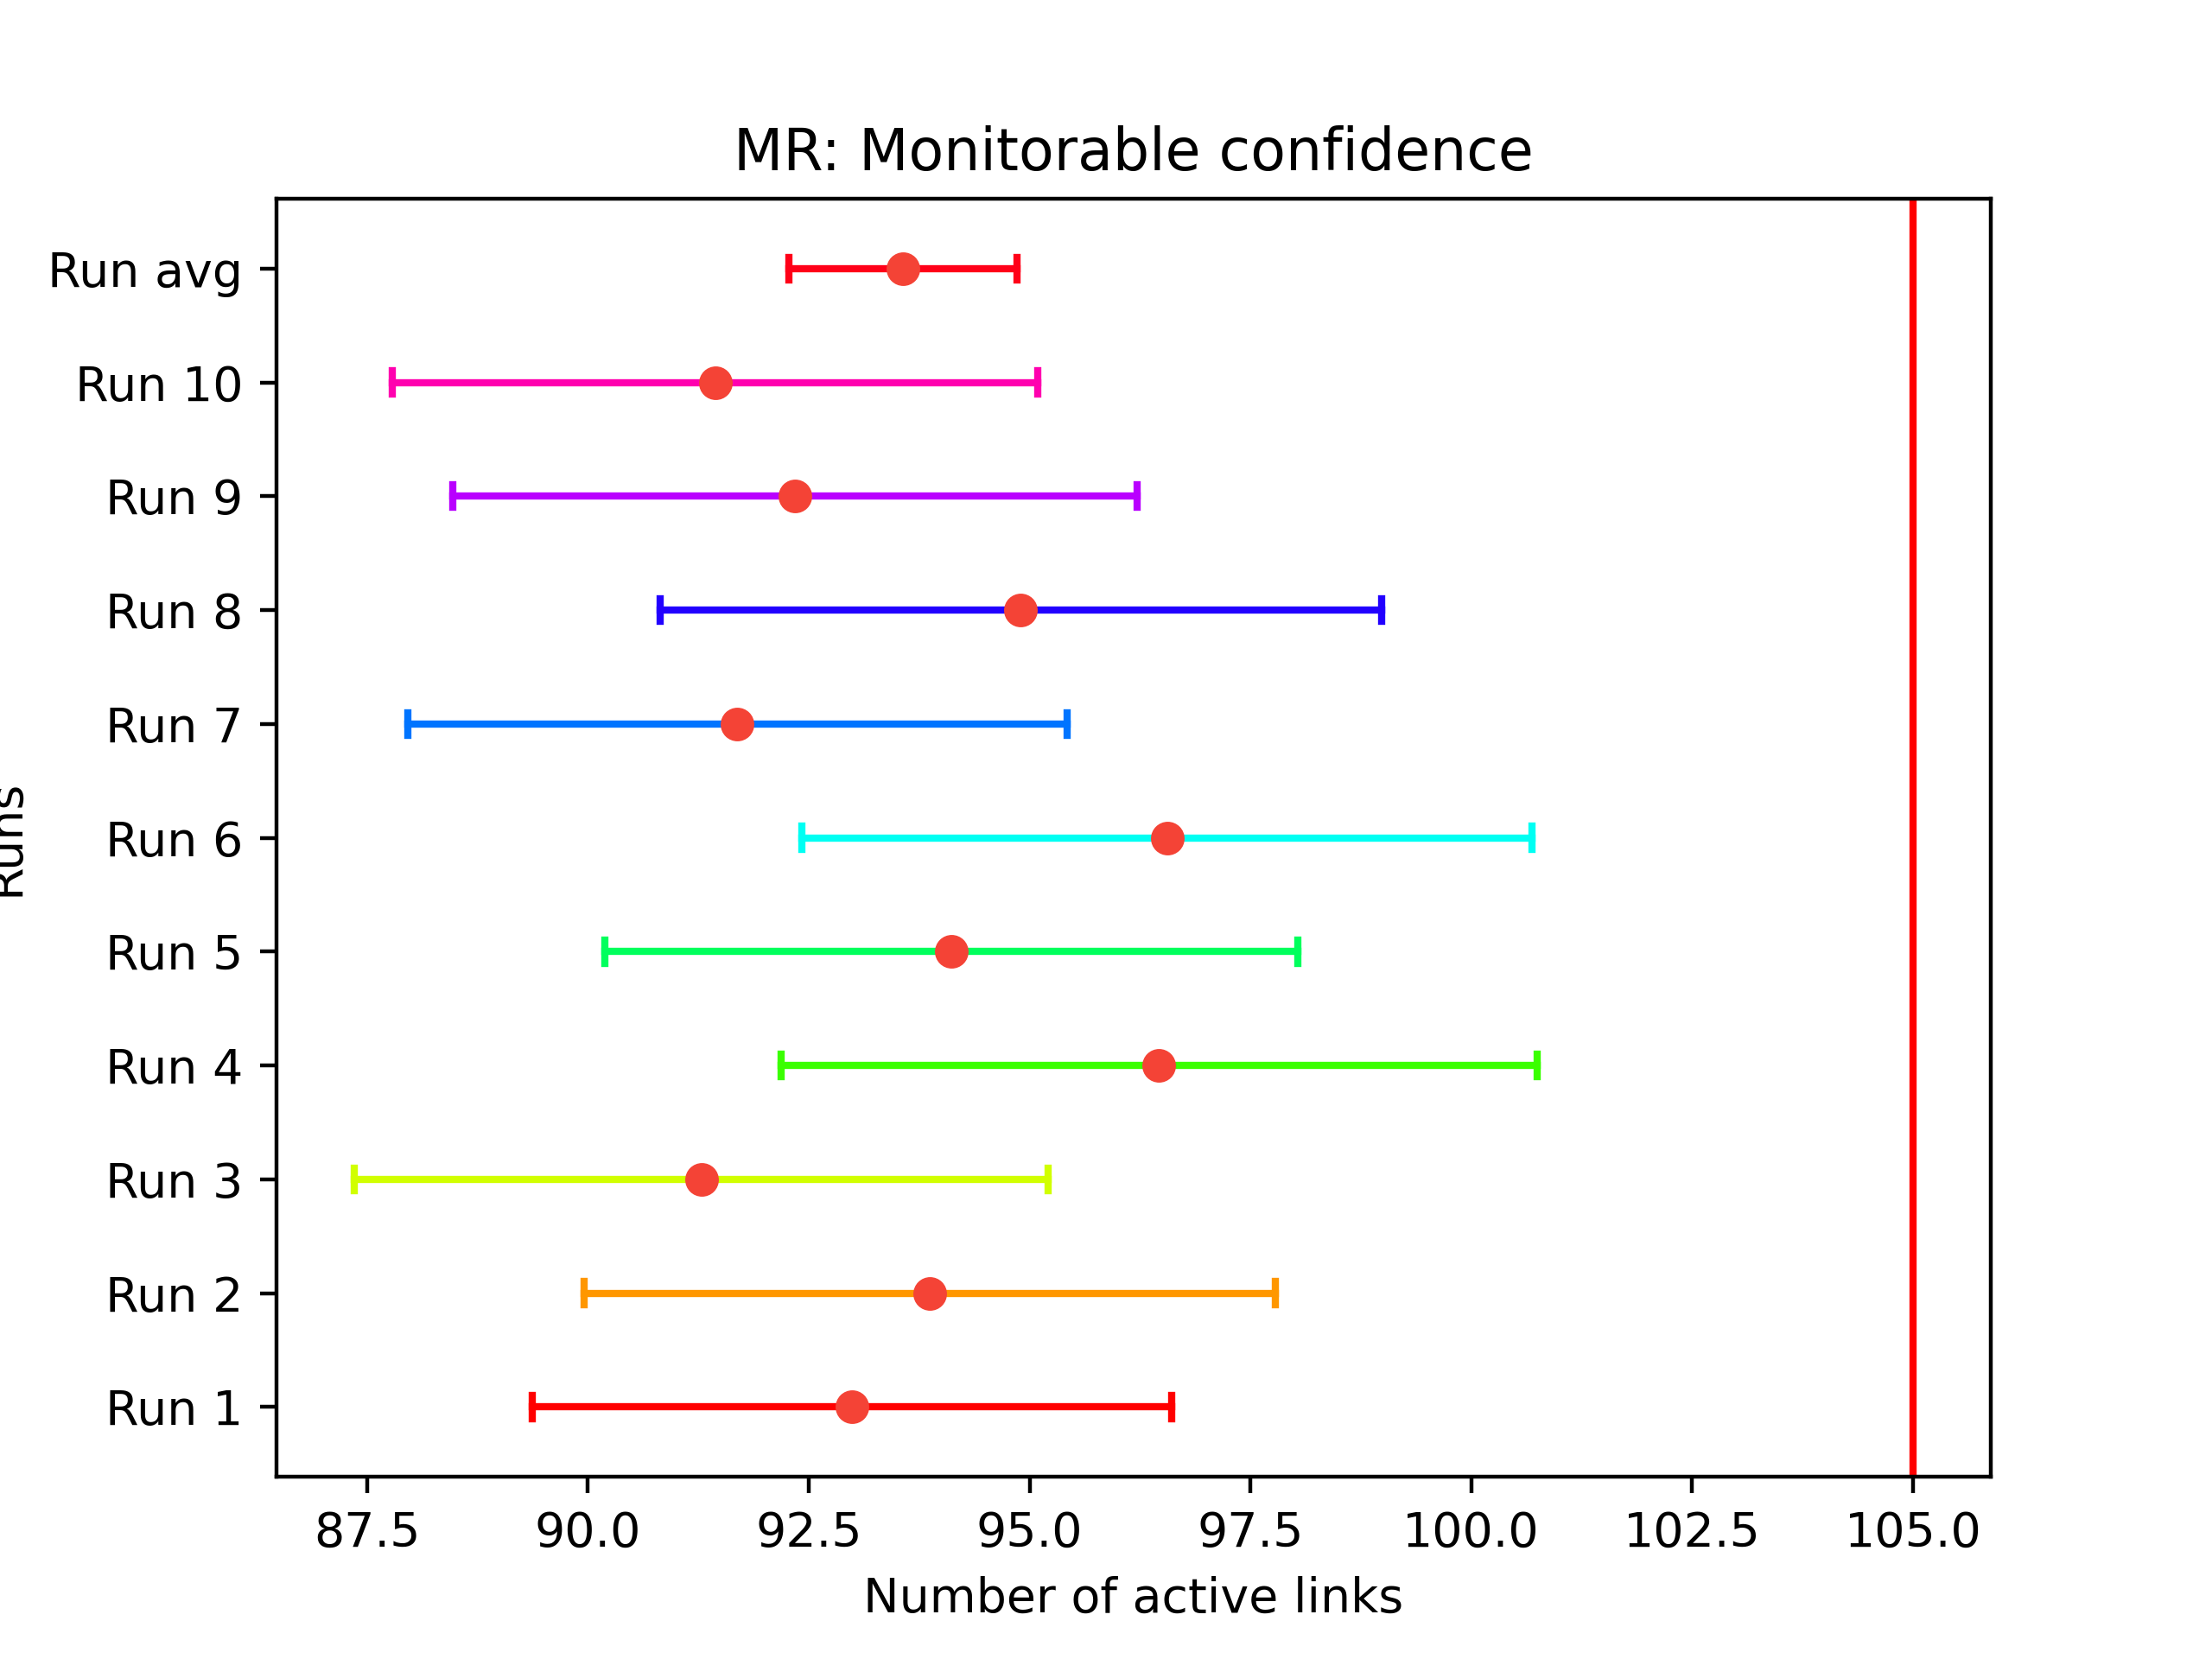 MR: Monitorable confidence
Run avg
Run 10
Run 9
Run 8
Run 7
Run 6
Run 5
Run 4
Run 3
Run 2
Run 1
Runs
87.5 90.0 92.5 95.0 97.5 100.0 102.5 105.0
Number of active links